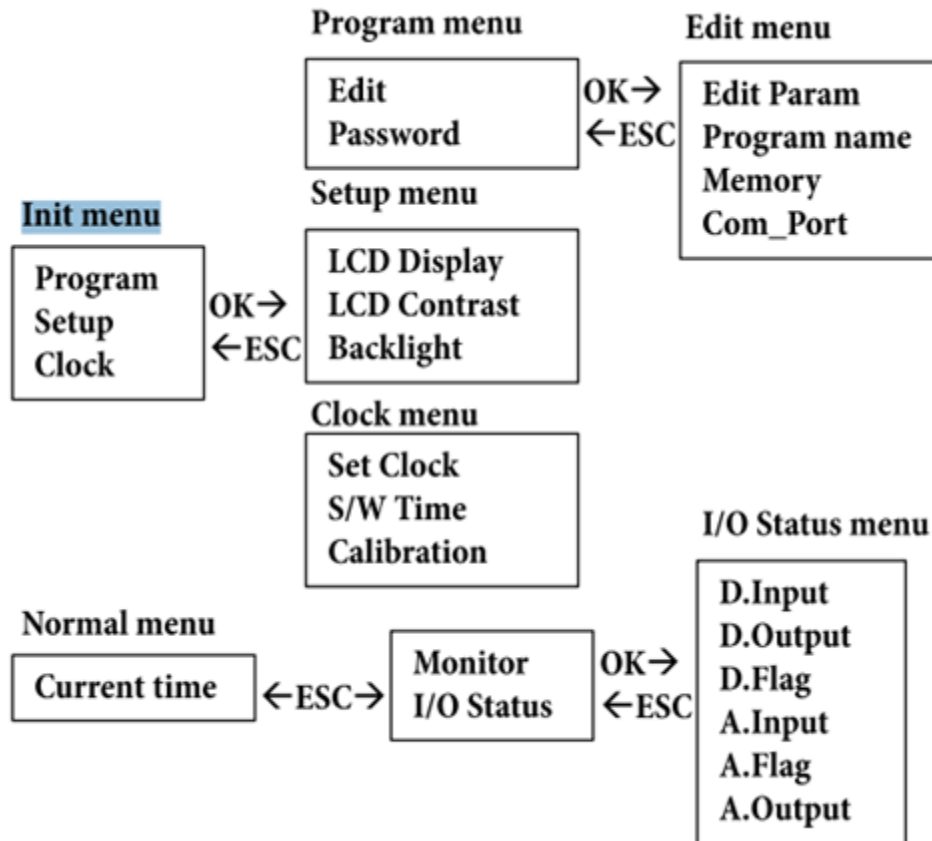 Program menu
Edit
Password
OK→
←ESC
Edit menu
Edit Param
Program name
Memory
Com_Port
Init menu
Program
Setup
Clock
OK→
←ESC
Setup menu
LCD Display
LCD Contrast
Backlight
Clock menu
Set Clock
S/W Time
Calibration
Normal menu
Current time
←ESC→
Monitor
I/O Status
OK→
←ESC
I/O Status menu
D.Input
D.Output
D.Flag
A.Input
A.Flag
A.Output